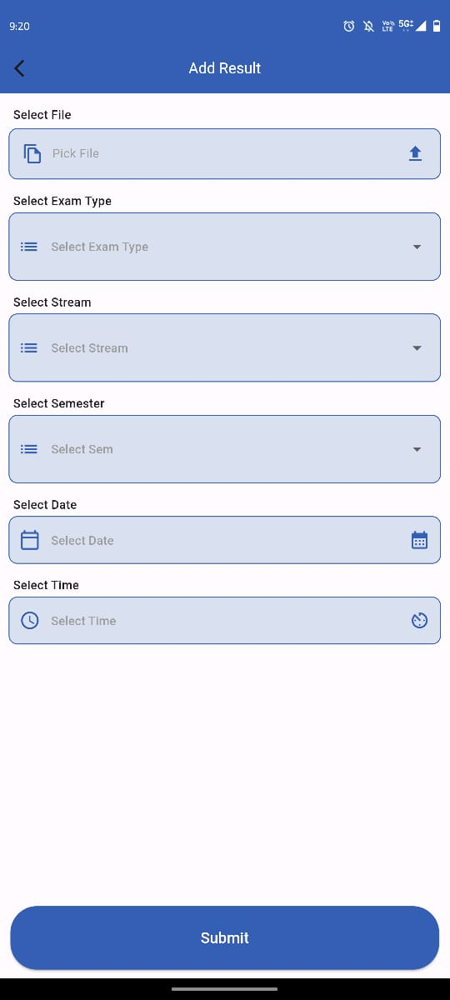 9:20
Vo))
LTE
5G‡
Add Result
Select File
Pick File
Select Exam Type
Select Exam Type
Select Stream
Select Stream
Select Semester
Select Sem
Select Date
Select Date
Select Time
Select Time
Submit